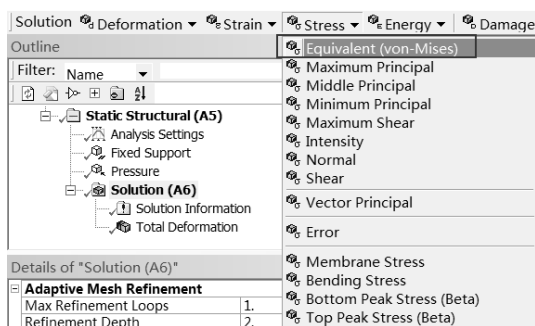 Solution Deformation Strain Stress Energy Damage
Outline
Filter: Name
Static Structural (A5)
Analysis Settings
Fixed Support
Pressure
Solution (A6)
Solution Information
Total Deformation
Details of "Solution (A6)"
Adaptive Mesh Refinement
Max Refinement Loops 1.
Refinement Depth 2.
Equivalent (von-Mises)
Maximum Principal
Middle Principal
Minimum Principal
Maximum Shear
Intensity
Normal
Shear
Vector Principal
Error
Membrane Stress
Bending Stress
Bottom Peak Stress (Beta)
Top Peak Stress (Beta)